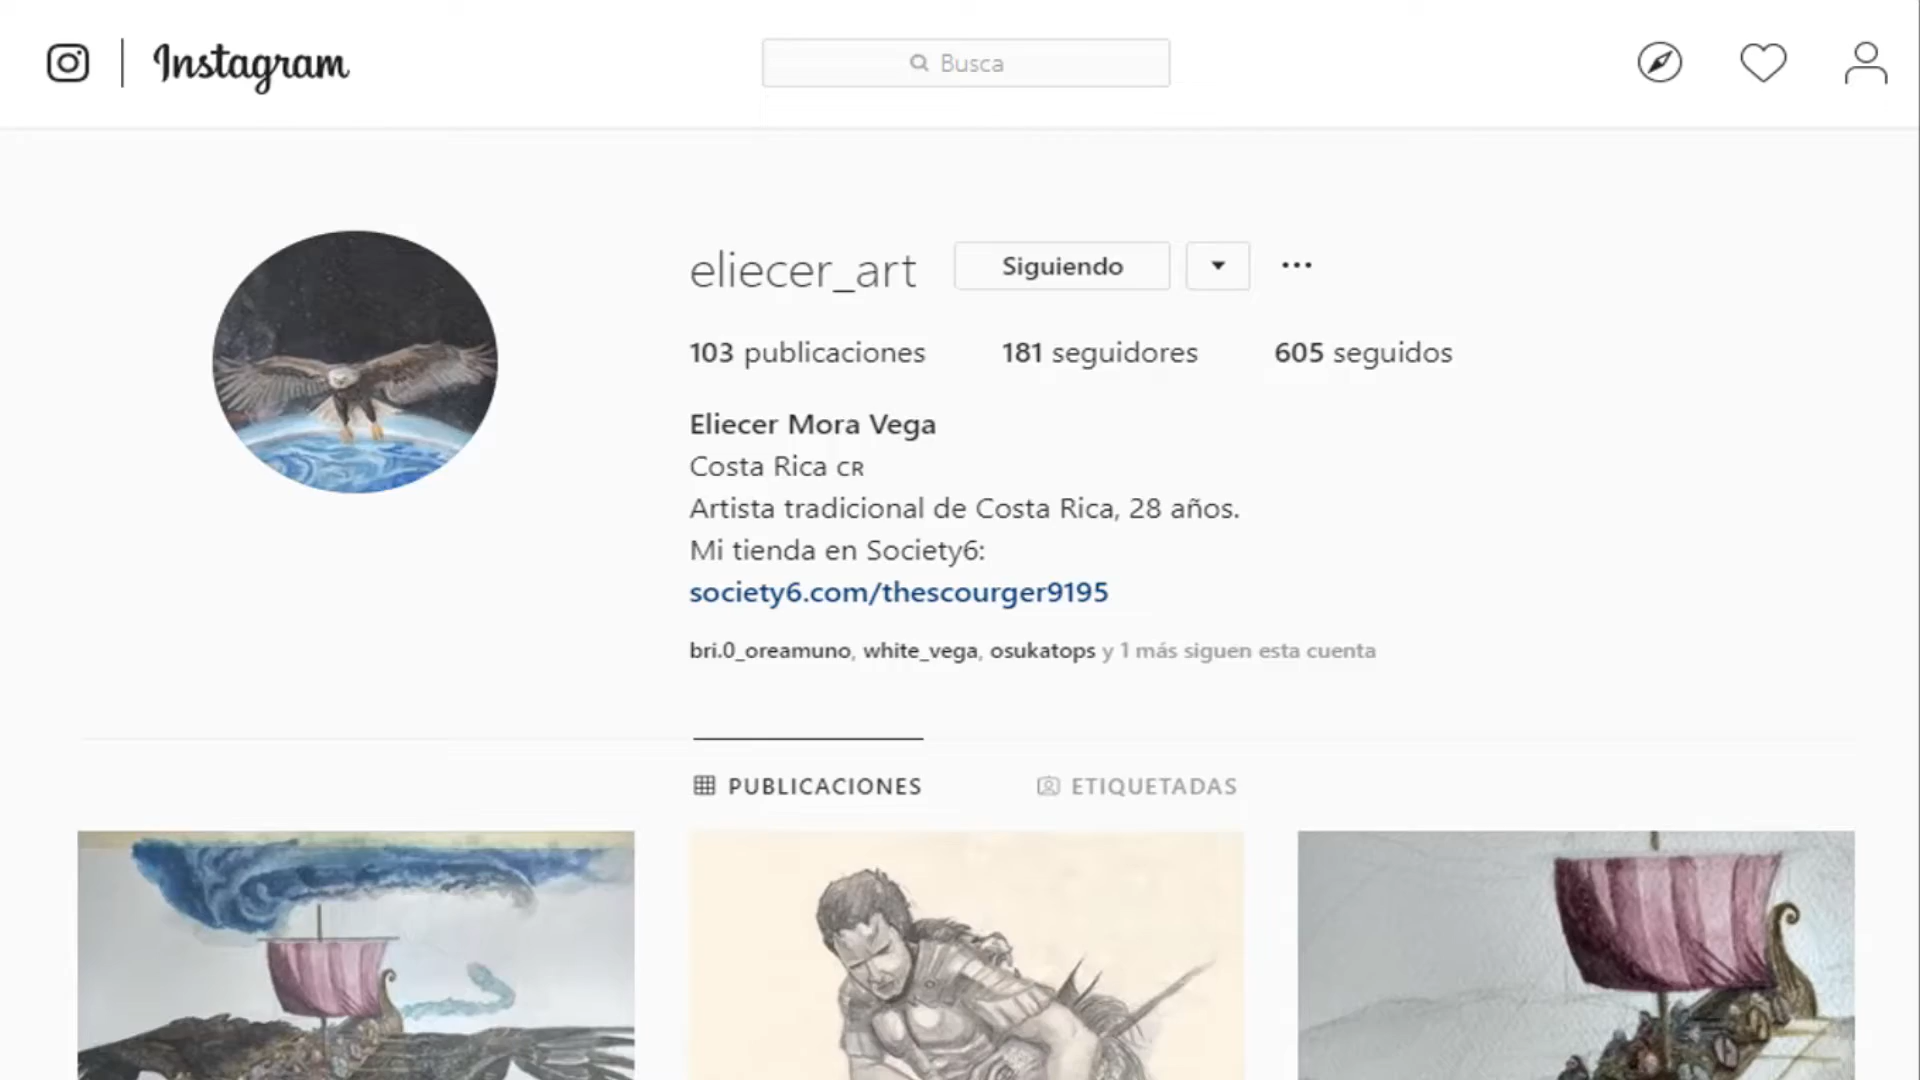 Instagram
Busca
eliecer_art Siguiendo
103 publicaciones 181 seguidores 605 seguidos
Eliecer Mora Vega
Costa Rica CR
Artista tradicional de Costa Rica, 28 años.
Mi tienda en Society6:
society6.com/thescourger9195
bri.0_oreamuno, white_vega, osukatops y 1 más siguen esta cuenta
PUBLICACIONES ETIQUETADAS